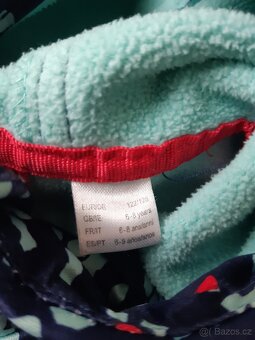 EUR/DE 122/128
GB/IE 6-8 years
FR/IT 6-8 ans/anni
ES/PT 6-8 años/anos
© Sbazar.cz